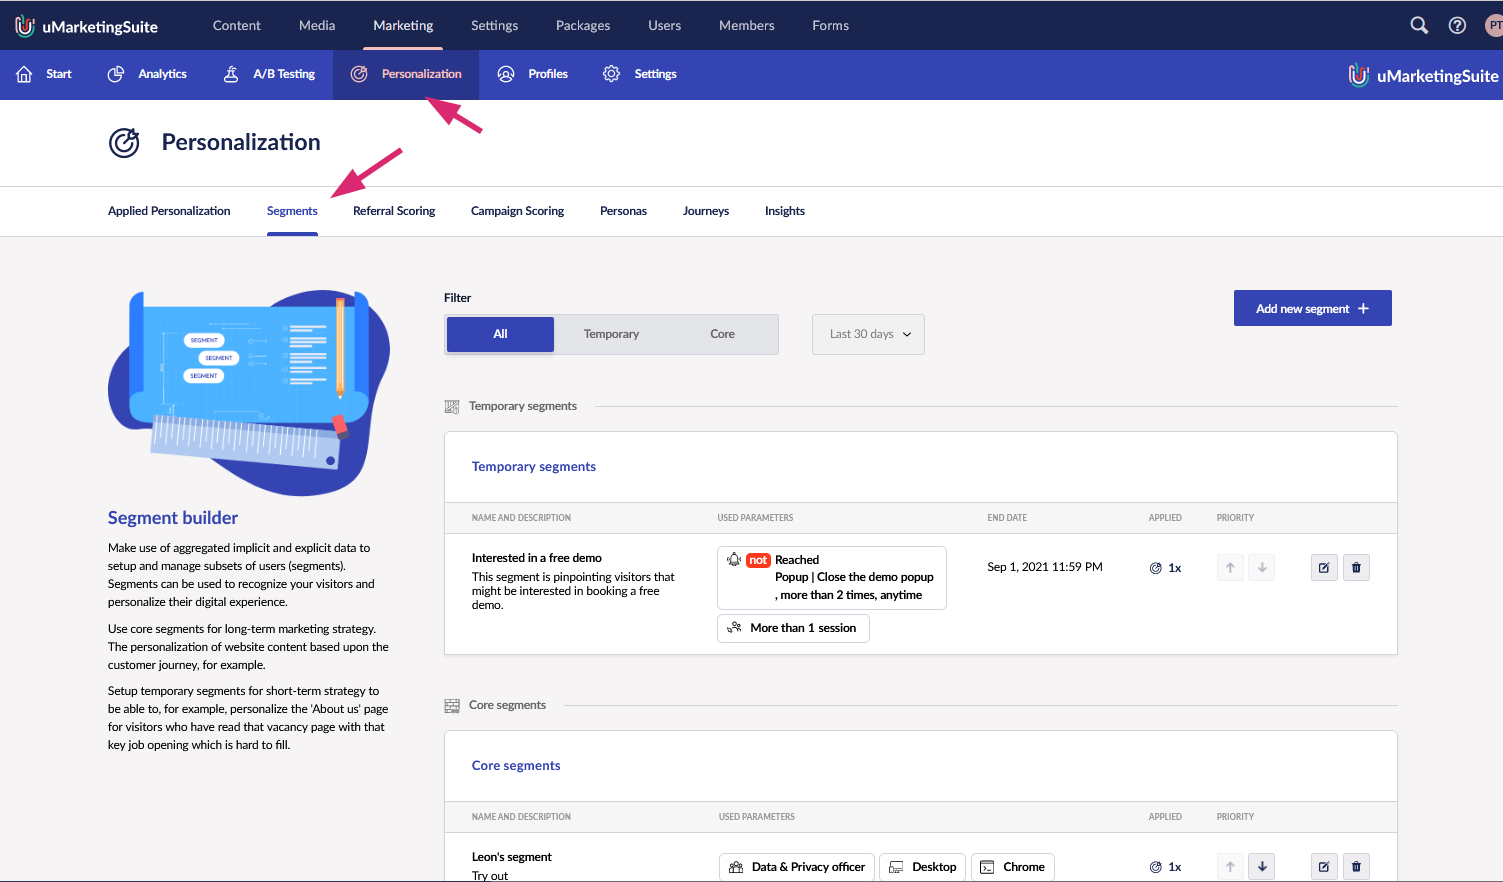 uMarketingSuite
Content Media Marketing Settings Packages Users Members Forms
PT
Start Analytics A/B Testing Personalization Profiles Settings
uMarketingSuite
Personalization
Applied Personalization Segments Referral Scoring Campaign Scoring Personas Journeys Insights
SEGMENT
SEGMENT
SEGMENT
Segment builder
Make use of aggregated implicit and explicit data to
setup and manage subsets of users (segments).
Segments can be used to recognize your visitors and
personalize their digital experience.
Use core segments for long-term marketing strategy.
The personalization of website content based upon the
customer journey, for example.
Setup temporary segments for short-term strategy to
be able to, for example, personalize the 'About us' page
for visitors who have read that vacancy page with that
key job opening which is hard to fill.
Filter
All Temporary Core
Last 30 days
Add new segment +
Temporary segments
Temporary segments
NAME AND DESCRIPTION USED PARAMETERS END DATE APPLIED PRIORITY
Interested in a free demo
This segment is pinpointing visitors that
might be interested in booking a free
demo.
not Reached
Popup | Close the demo popup
, more than 2 times, anytime
More than 1 session
Sep 1, 2021 11:59 PM
1x
Core segments
Core segments
NAME AND DESCRIPTION USED PARAMETERS APPLIED PRIORITY
Leon's segment
Try out
Data & Privacy officer Desktop Chrome
1x